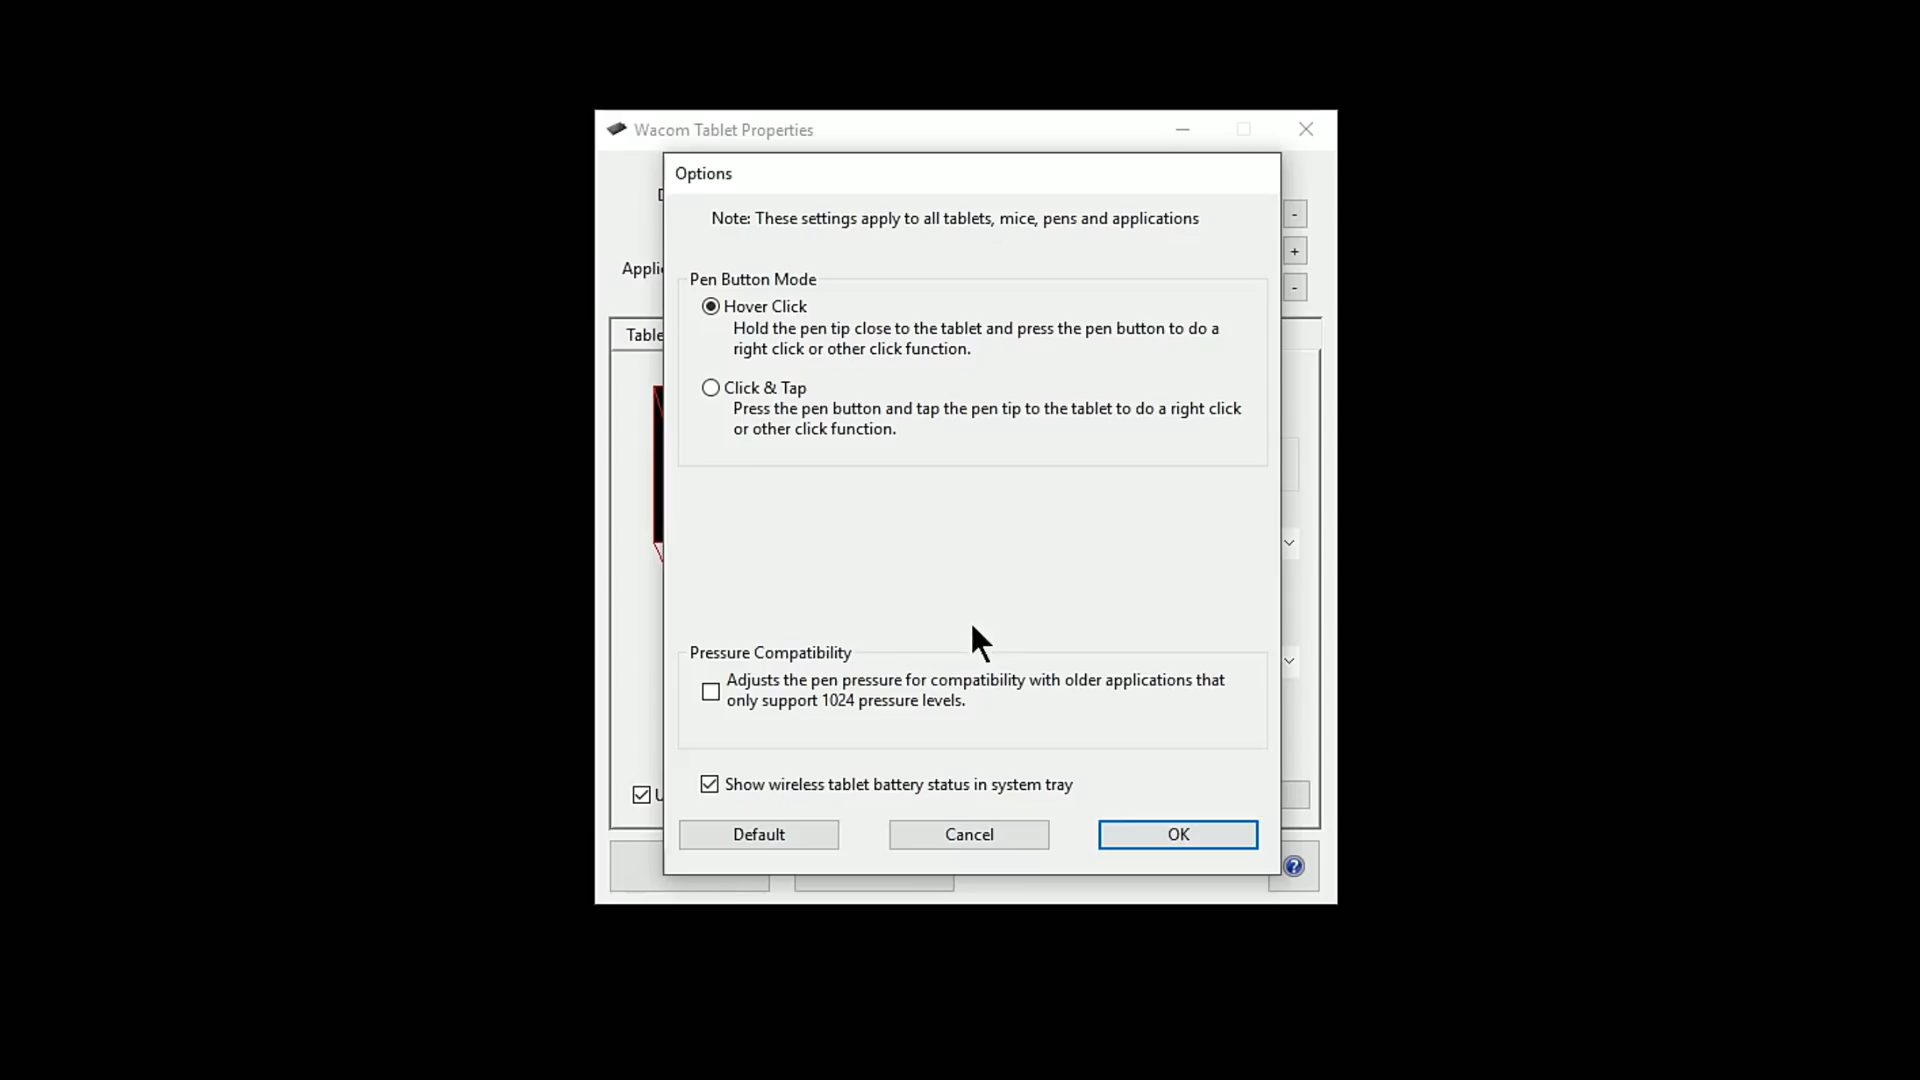 Wacom Tablet Properties
Options
Note: These settings apply to all tablets, mice, pens and applications
-
+
Pen Button Mode
-
Hover Click
Hold the pen tip close to the tablet and press the pen button to do a
right click or other click function.
Click & Tap
Press the pen button and tap the pen tip to the tablet to do a right click
or other click function.
Pressure Compatibility
Adjusts the pen pressure for compatibility with older applications that
only support 1024 pressure levels.
Show wireless tablet battery status in system tray
Default
Cancel
OK
?